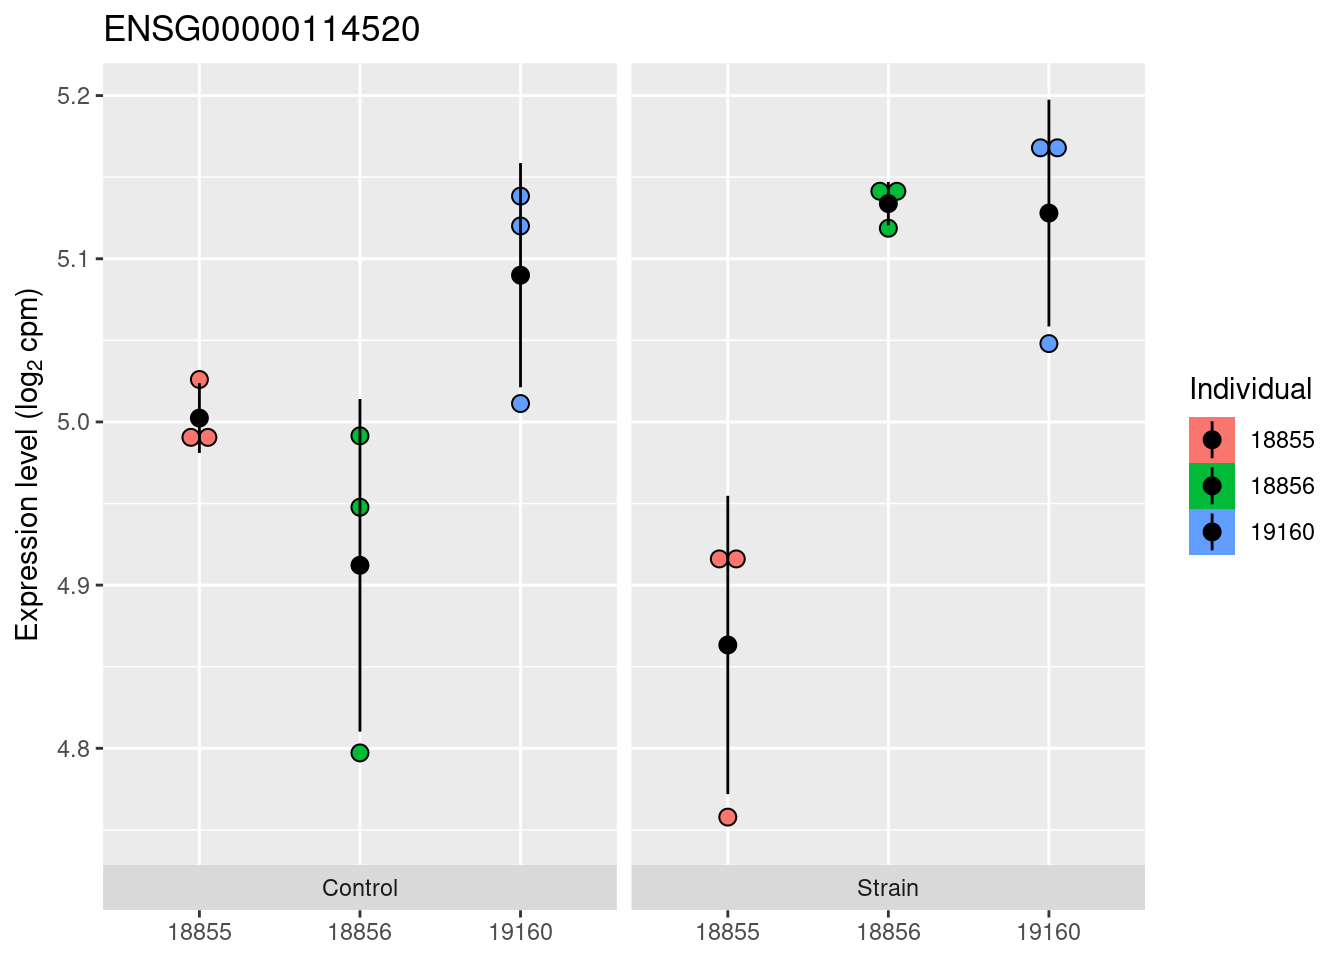 ENSG00000114520
Expression level (log₂ cpm)
5.2
5.1
5.0
4.9
4.8
Control
Strain
18855
18856
19160
18855
18856
19160
Individual
18855
18856
19160